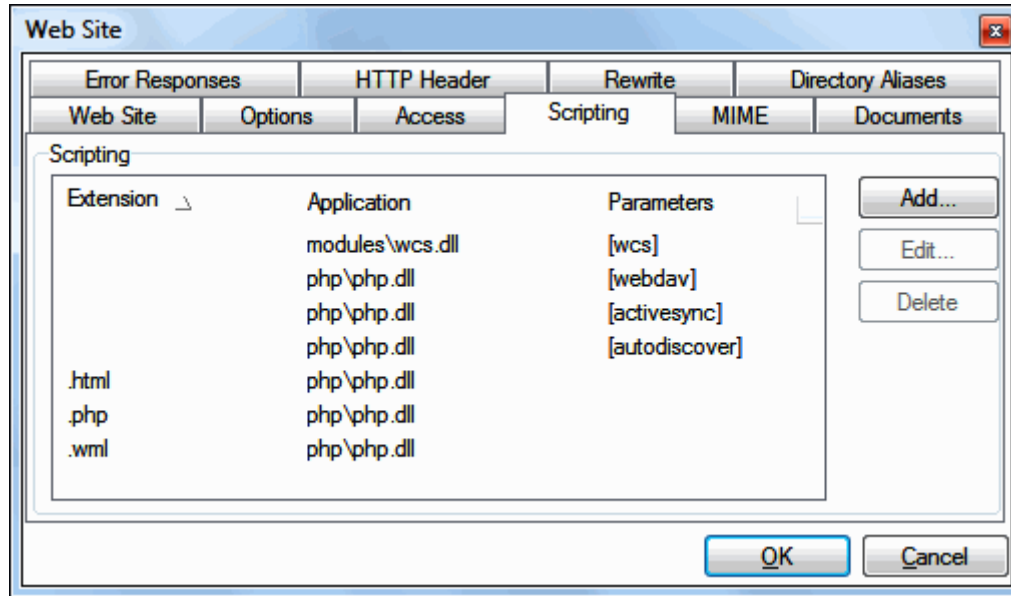 Web Site
Error Responses HTTP Header Rewrite Directory Aliases
Web Site Options Access Scripting MIME Documents
Scripting
Extension Application Parameters Add...
modules\wcs.dll [wcs] Edit...
php\php.dll [webdav]
php\php.dll [activesync] Delete
php\php.dll [autodiscover]
.html php\php.dll
.php php\php.dll
.wml php\php.dll
OK Cancel